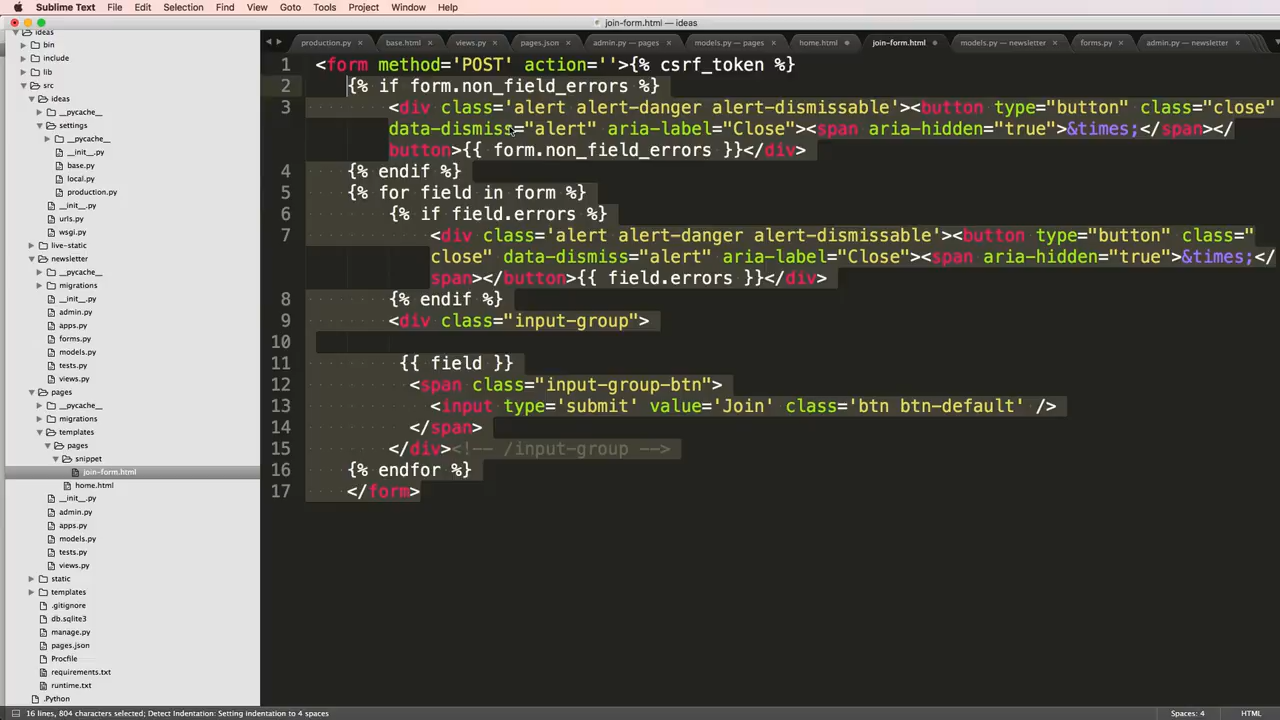 Sublime Text File Edit Selection Find View Goto Tools Project Window Help
join-form.html — ideas
production.py × base.html × views.py × pages.json × admin.py — pages × models.py — pages × home.html join-form.html models.py — newsletter × forms.py × admin.py — newsletter ×
ideas
bin
include
lib
src
ideas
__pycache__
settings
__pycache__
__init__.py
base.py
local.py
production.py
__init__.py
urls.py
wsgi.py
live-static
newsletter
__pycache__
migrations
__init__.py
admin.py
apps.py
forms.py
models.py
tests.py
views.py
pages
__pycache__
migrations
templates
pages
snippet
join-form.html
home.html
__init__.py
admin.py
apps.py
models.py
tests.py
views.py
static
templates
.gitignore
db.sqlite3
manage.py
pages.json
Procfile
requirements.txt
runtime.txt
.Python
1 <form method='POST' action=''>{% csrf_token %}
2 {% if form.non_field_errors %}
3 <div class='alert alert-danger alert-dismissable'><button type="button" class="close"
data-dismiss="alert" aria-label="Close"><span aria-hidden="true">&times;</span></
button>{{ form.non_field_errors }}</div>
4 {% endif %}
5 {% for field in form %}
6 {% if field.errors %}
7 <div class='alert alert-danger alert-dismissable'><button type="button" class="
close" data-dismiss="alert" aria-label="Close"><span aria-hidden="true">&times;</
span></button>{{ field.errors }}</div>
8 {% endif %}
9 <div class="input-group">
10
11 {{ field }}
12 <span class="input-group-btn">
13 <input type='submit' value='Join' class='btn btn-default' />
14 </span>
15 </div><!-- /input-group -->
16 {% endfor %}
17 </form>
16 lines, 804 characters selected; Detect Indentation: Setting indentation to 4 spaces Spaces: 4 HTML